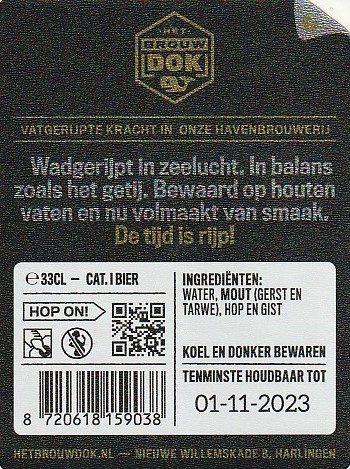 HET
BROUW
DOK
VATGERIJPTE KRACHT IN ONZE HAVENBROUWERIJ
Wadgerijpt in zeelucht. In balans
zoals het getij. Bewaard op houten
vaten en nu volmaakt van smaak.
De tijd is rijp!
℮33CL – CAT. I BIER
HOP ON!
INGREDIËNTEN:
WATER, MOUT (GERST EN
TARWE), HOP EN GIST
KOEL EN DONKER BEWAREN
TENMINSTE HOUDBAAR TOT
01-11-2023
8 720618 159038
HETBROUWDOK.NL – NIEUWE WILLEMSKADE 8, HARLINGEN